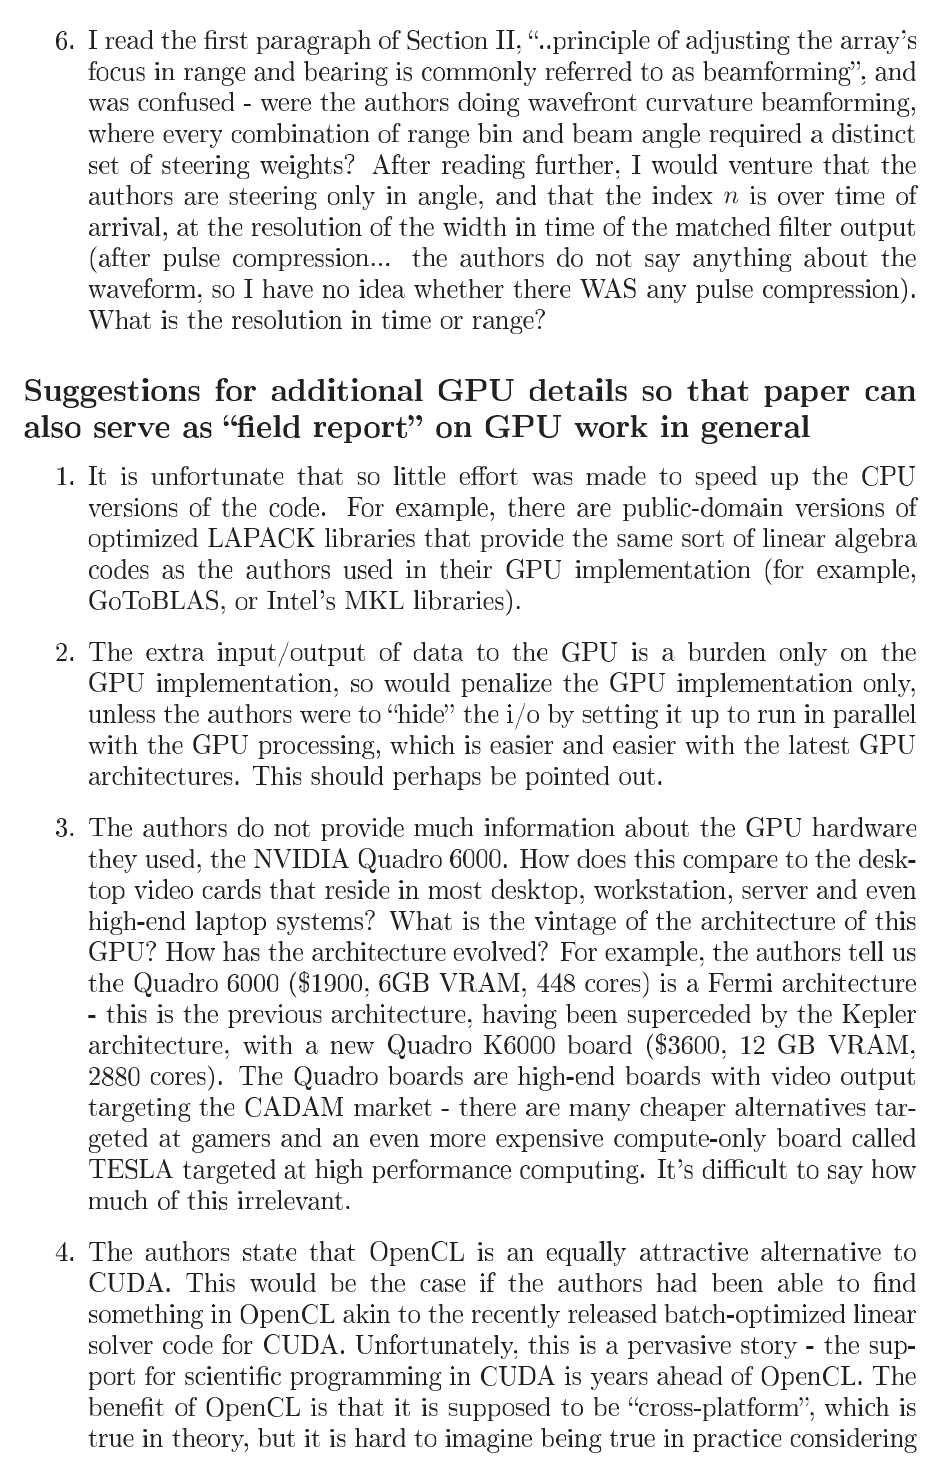 6. I read the first paragraph of Section II, “..principle of adjusting the array’s
focus in range and bearing is commonly referred to as beamforming”, and
was confused - were the authors doing wavefront curvature beamforming,
where every combination of range bin and beam angle required a distinct
set of steering weights? After reading further, I would venture that the
authors are steering only in angle, and that the index n is over time of
arrival, at the resolution of the width in time of the matched filter output
(after pulse compression... the authors do not say anything about the
waveform, so I have no idea whether there WAS any pulse compression).
What is the resolution in time or range?
Suggestions for additional GPU details so that paper can
also serve as “field report” on GPU work in general
1. It is unfortunate that so little effort was made to speed up the CPU
versions of the code. For example, there are public-domain versions of
optimized LAPACK libraries that provide the same sort of linear algebra
codes as the authors used in their GPU implementation (for example,
GoToBLAS, or Intel’s MKL libraries).
2. The extra input/output of data to the GPU is a burden only on the
GPU implementation, so would penalize the GPU implementation only,
unless the authors were to “hide” the i/o by setting it up to run in parallel
with the GPU processing, which is easier and easier with the latest GPU
architectures. This should perhaps be pointed out.
3. The authors do not provide much information about the GPU hardware
they used, the NVIDIA Quadro 6000. How does this compare to the desk-
top video cards that reside in most desktop, workstation, server and even
high-end laptop systems? What is the vintage of the architecture of this
GPU? How has the architecture evolved? For example, the authors tell us
the Quadro 6000 ($1900, 6GB VRAM, 448 cores) is a Fermi architecture
- this is the previous architecture, having been superceded by the Kepler
architecture, with a new Quadro K6000 board ($3600, 12 GB VRAM,
2880 cores). The Quadro boards are high-end boards with video output
targeting the CADAM market - there are many cheaper alternatives tar-
geted at gamers and an even more expensive compute-only board called
TESLA targeted at high performance computing. It’s difficult to say how
much of this irrelevant.
4. The authors state that OpenCL is an equally attractive alternative to
CUDA. This would be the case if the authors had been able to find
something in OpenCL akin to the recently released batch-optimized linear
solver code for CUDA. Unfortunately, this is a pervasive story - the sup-
port for scientific programming in CUDA is years ahead of OpenCL. The
benefit of OpenCL is that it is supposed to be “cross-platform”, which is
true in theory, but it is hard to imagine being true in practice considering